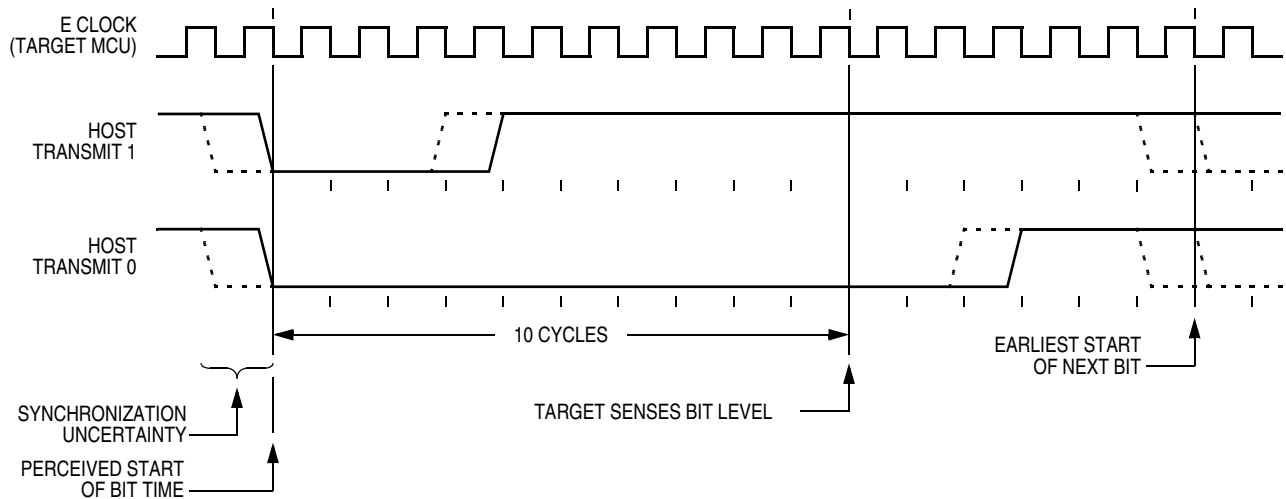 E CLOCK
(TARGET MCU)
HOST
TRANSMIT 1
HOST
TRANSMIT 0
10 CYCLES
EARLIEST START
OF NEXT BIT
SYNCHRONIZATION
UNCERTAINTY
TARGET SENSES BIT LEVEL
PERCEIVED START
OF BIT TIME